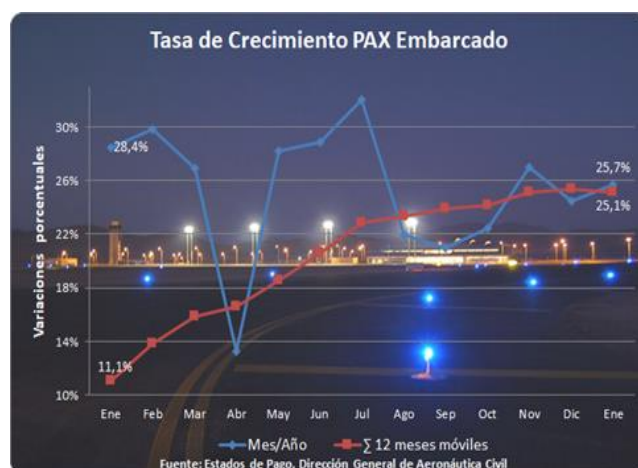 Tasa de Crecimiento PAX Embarcado
Variaciones porcentuales
30%
26%
22%
18%
14%
10%
28,4%
11,1%
25,7%
25,1%
Ene Feb Mar Abr May Jun Jul Ago Sep Oct Nov Dic Ene
Mes/Año ∑ 12 meses móviles
Fuente: Estados de Pago, Dirección General de Aeronáutica Civil